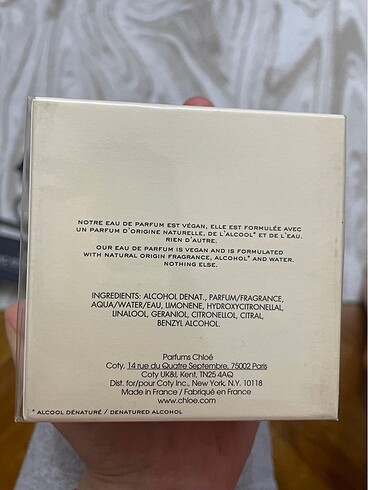 NOTRE EAU DE PARFUM EST VÉGAN, ELLE EST FORMULÉE AVEC
UN PARFUM D'ORIGINE NATURELLE, DE L'ALCOOL* ET DE L'EAU.
RIEN D'AUTRE.
OUR EAU DE PARFUM IS VEGAN AND IS FORMULATED
WITH NATURAL ORIGIN FRAGRANCE, ALCOHOL* AND WATER.
NOTHING ELSE.
INGREDIENTS: ALCOHOL DENAT., PARFUM/FRAGRANCE,
AQUA/WATER/EAU, LIMONENE, HYDROXYCITRONELLAL,
LINALOOL, GERANIOL, CITRONELLOL, CITRAL,
BENZYL ALCOHOL.
Parfums Chloé
Coty, 14 rue du Quatre Septembre, 75002 Paris
Coty UK&I, Kent, TN25 4AQ
Dist. for/pour Coty Inc., New York, N.Y. 10118
Made in France / Fabriqué en France
www.chloe.com
* ALCOOL DÉNATURÉ / DENATURED ALCOHOL